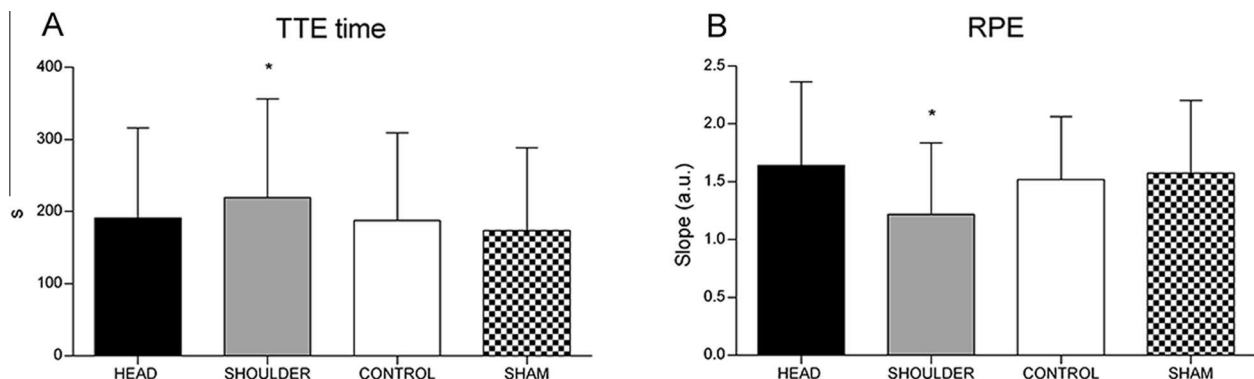 A
TTE time
400
300
200
100
0
s
*
HEAD
SHOULDER
CONTROL
SHAM
B
RPE
2.5
2.0
1.5
1.0
0.5
0.0
Slope (a.u.)
*
HEAD
SHOULDER
CONTROL
SHAM